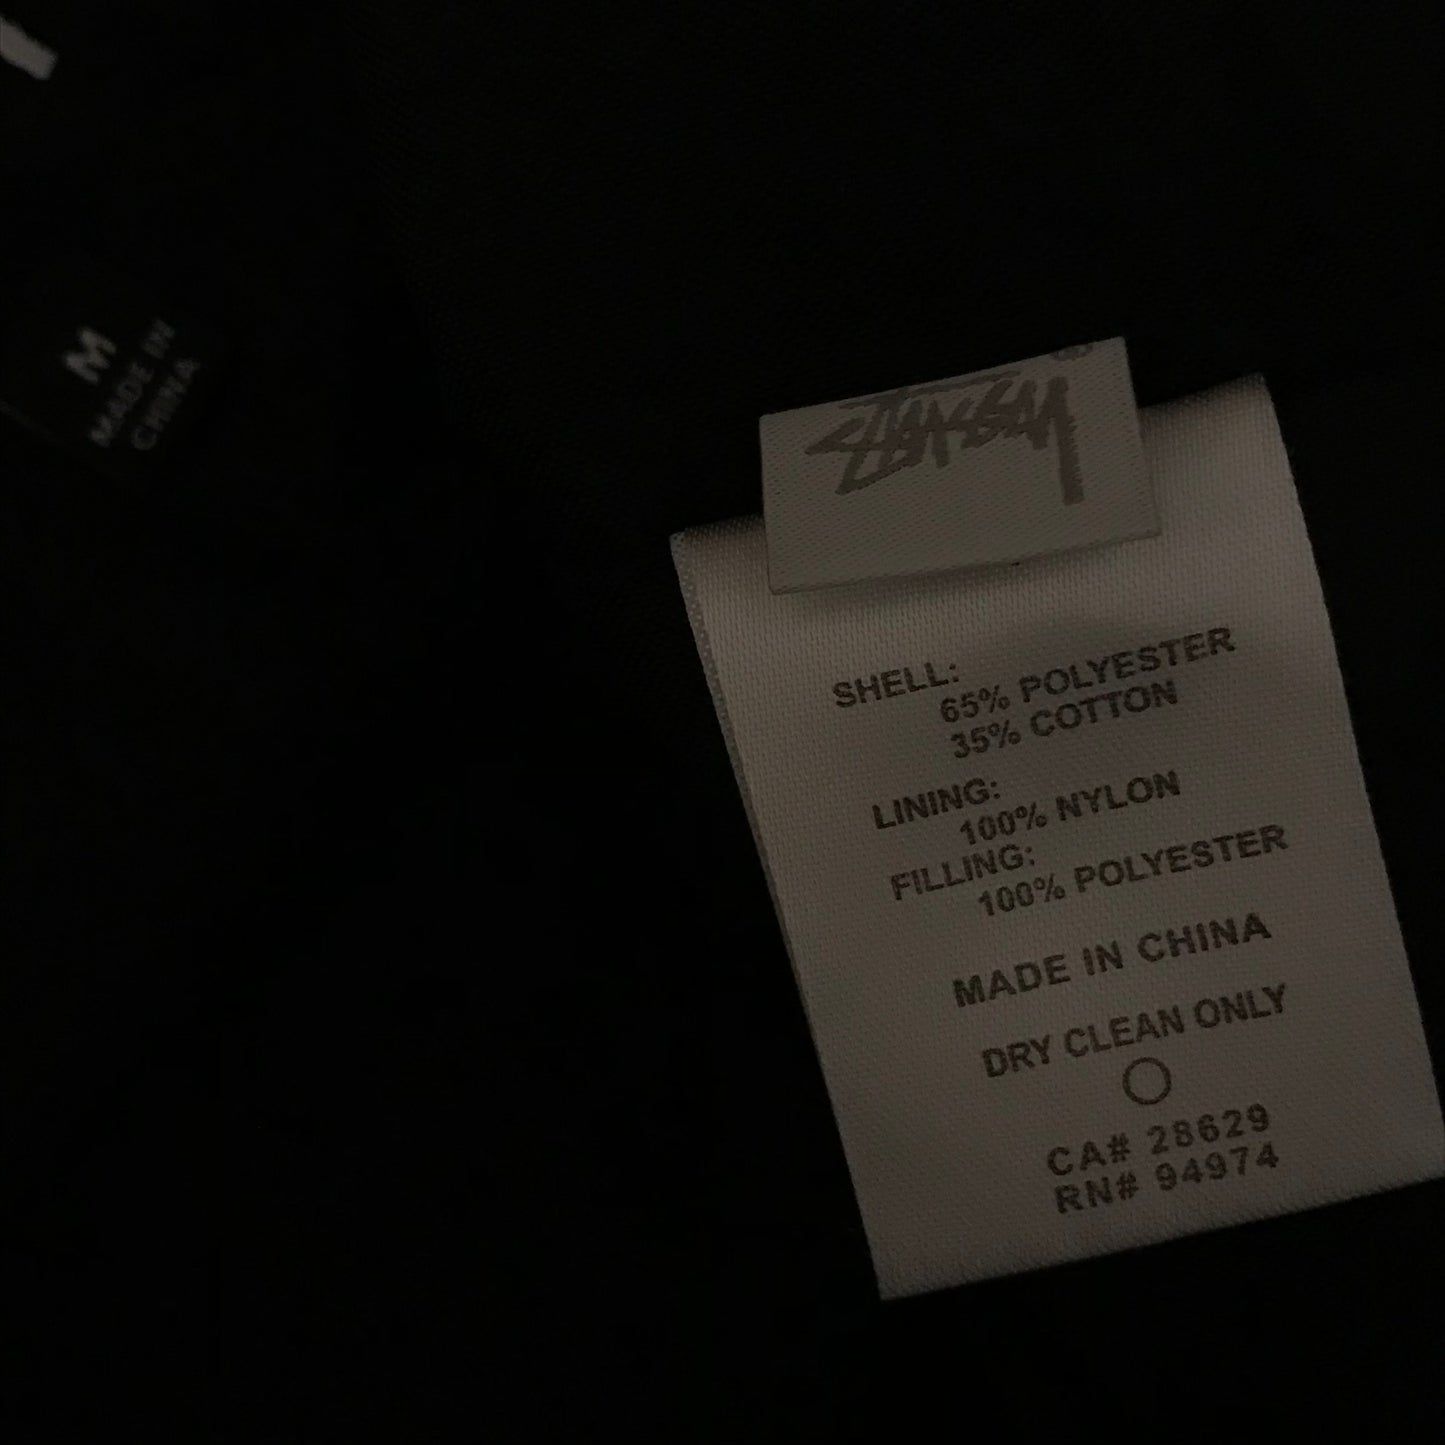 M
MADE IN
CHINA
STÜSSY
SHELL:
65% POLYESTER
35% COTTON
LINING:
100% NYLON
FILLING:
100% POLYESTER
MADE IN CHINA
DRY CLEAN ONLY
CA# 28629
RN# 94974